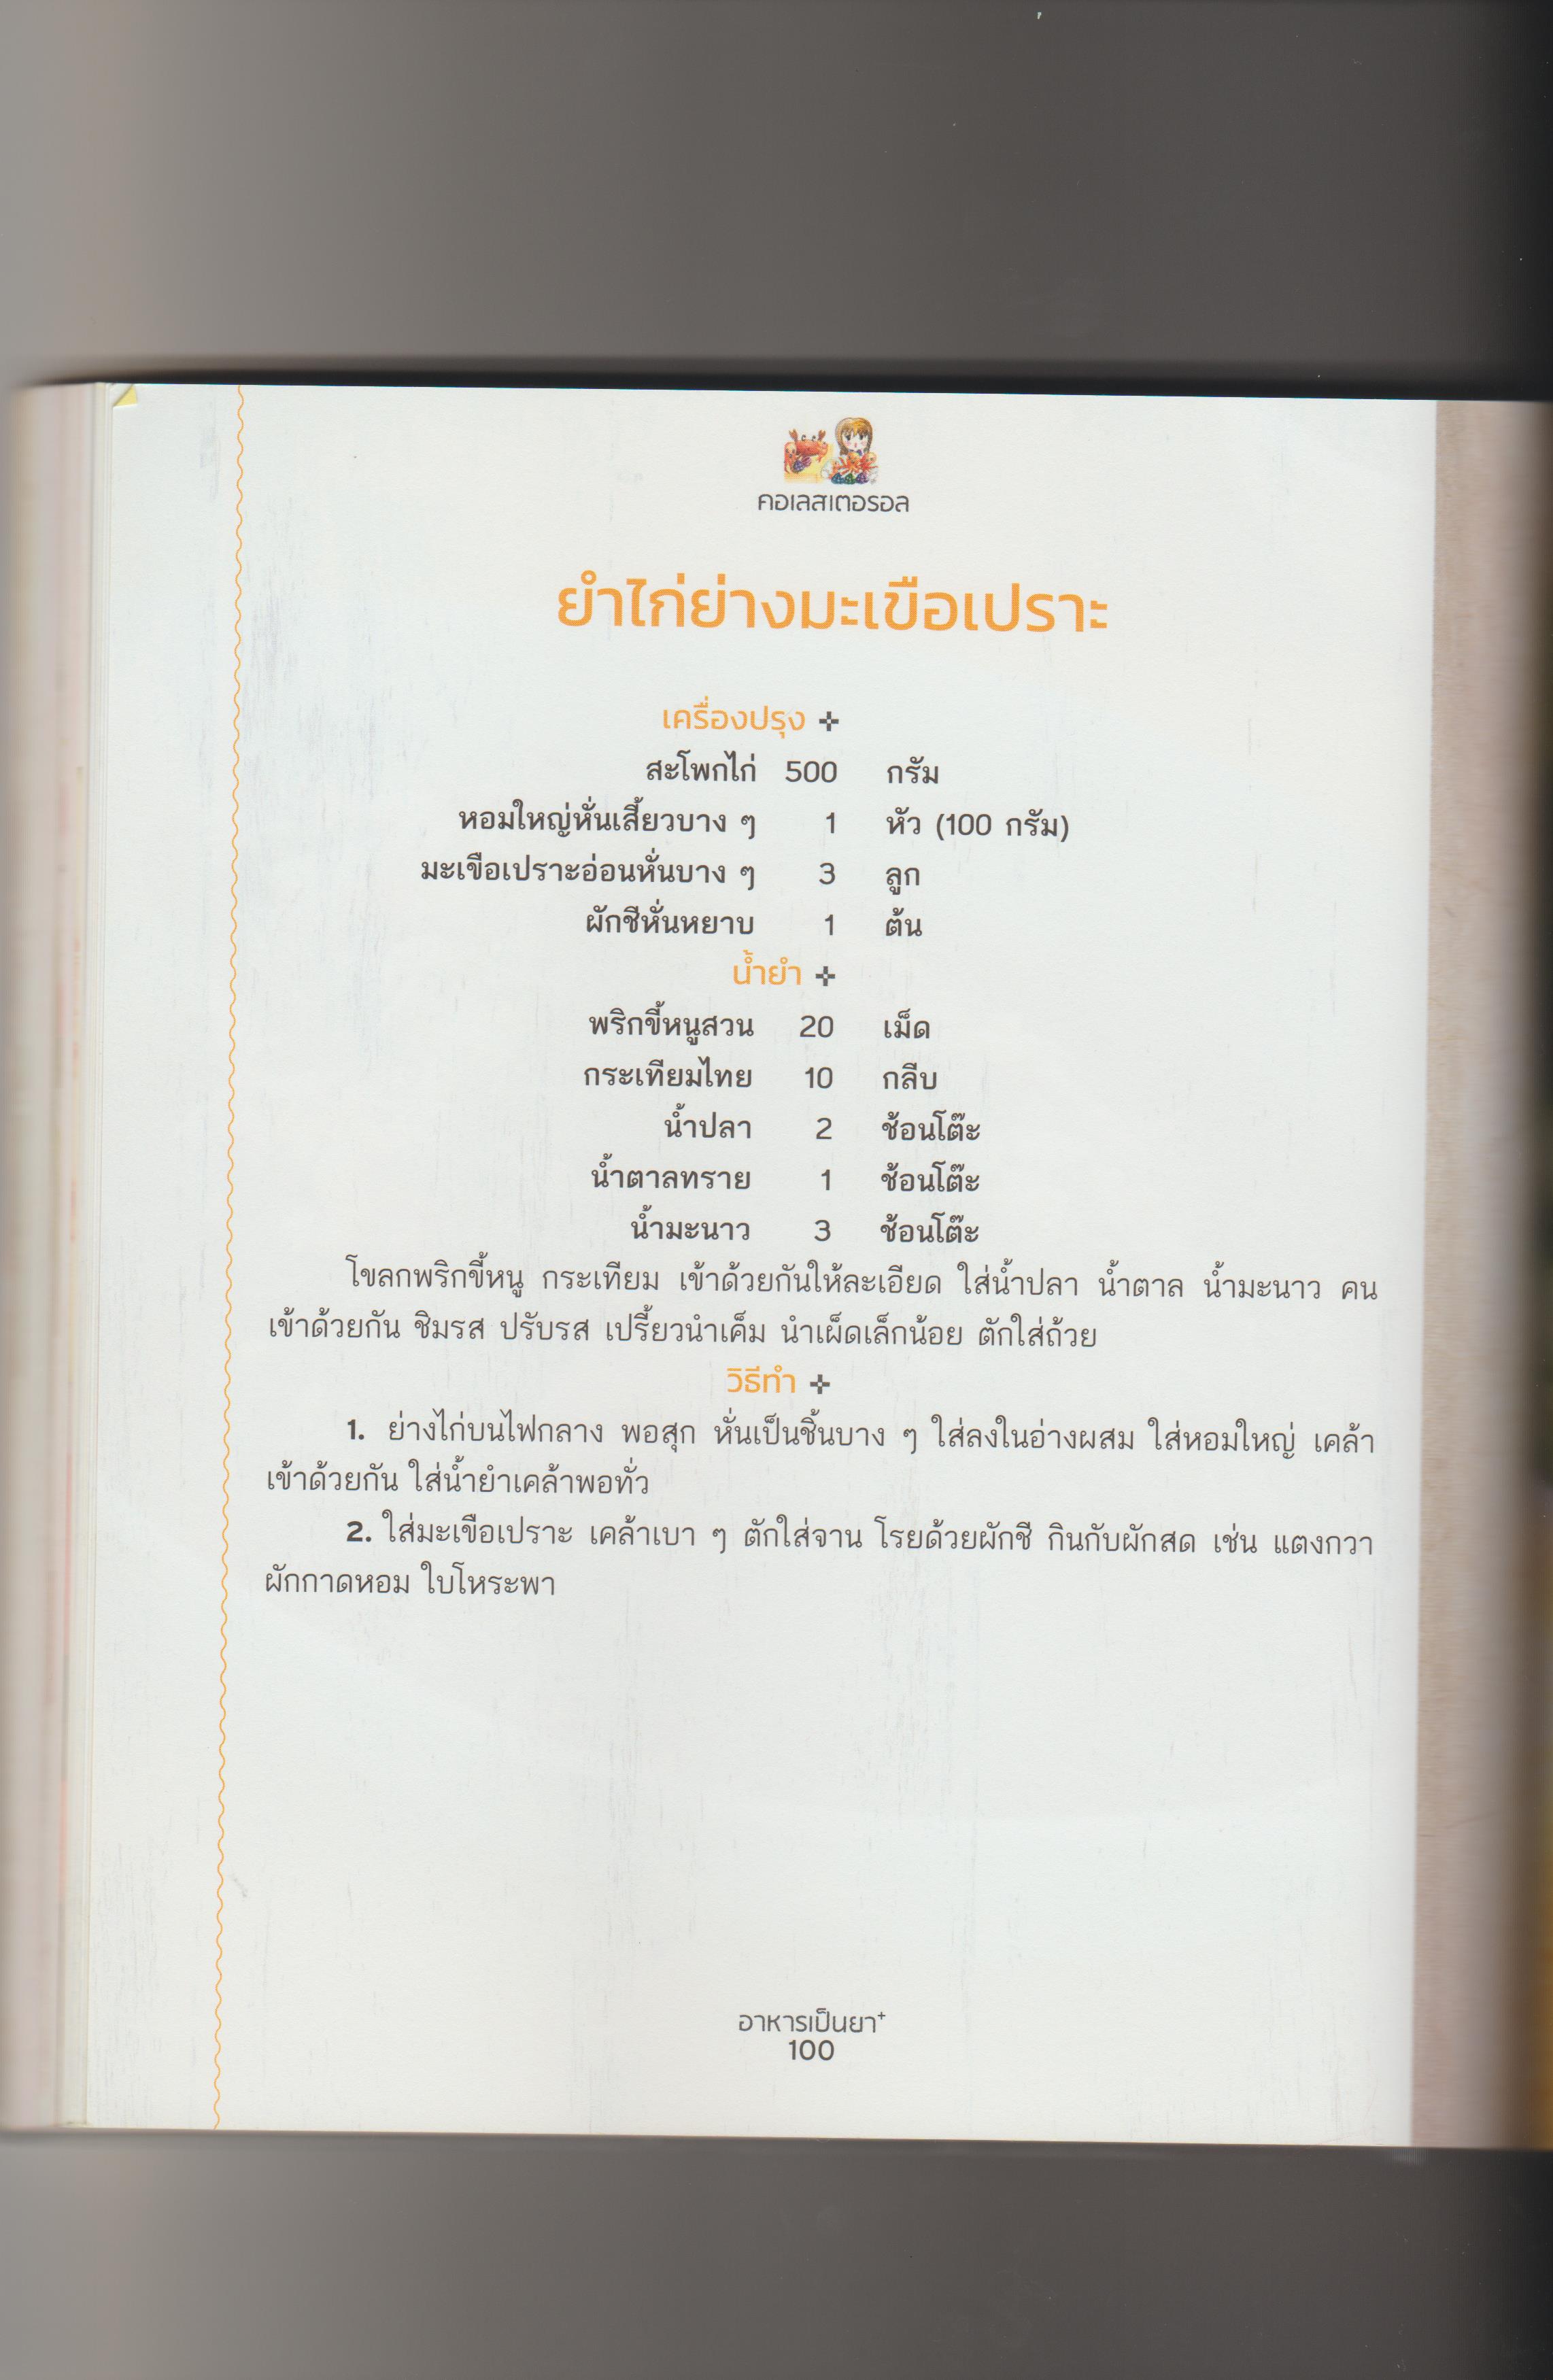 คอเลสเตอรอล
ยำไก่ย่างมะเขือเปราะ
เครื่องปรุง ✢
สะโพกไก่ 500 กรัม
หอมใหญ่หั่นเสี้ยวบาง ๆ 1 หัว (100 กรัม)
มะเขือเปราะอ่อนหั่นบาง ๆ 3 ลูก
ผักชีหั่นหยาบ 1 ต้น
น้ำยำ ✢
พริกขี้หนูสวน 20 เม็ด
กระเทียมไทย 10 กลีบ
น้ำปลา 2 ช้อนโต๊ะ
น้ำตาลทราย 1 ช้อนโต๊ะ
น้ำมะนาว 3 ช้อนโต๊ะ
โขลกพริกขี้หนู กระเทียม เข้าด้วยกันให้ละเอียด ใส่น้ำปลา น้ำตาล น้ำมะนาว คน
เข้าด้วยกัน ชิมรส ปรับรส เปรี้ยวนำเค็ม นำเผ็ดเล็กน้อย ตักใส่ถ้วย
วิธีทำ ✢
1. ย่างไก่บนไฟกลาง พอสุก หั่นเป็นชิ้นบาง ๆ ใส่ลงในอ่างผสม ใส่หอมใหญ่ เคล้า
เข้าด้วยกัน ใส่น้ำยำเคล้าพอทั่ว
2. ใส่มะเขือเปราะ เคล้าเบา ๆ ตักใส่จาน โรยด้วยผักชี กินกับผักสด เช่น แตงกวา
ผักกาดหอม ใบโหระพา
อาหารเป็นยา+
100